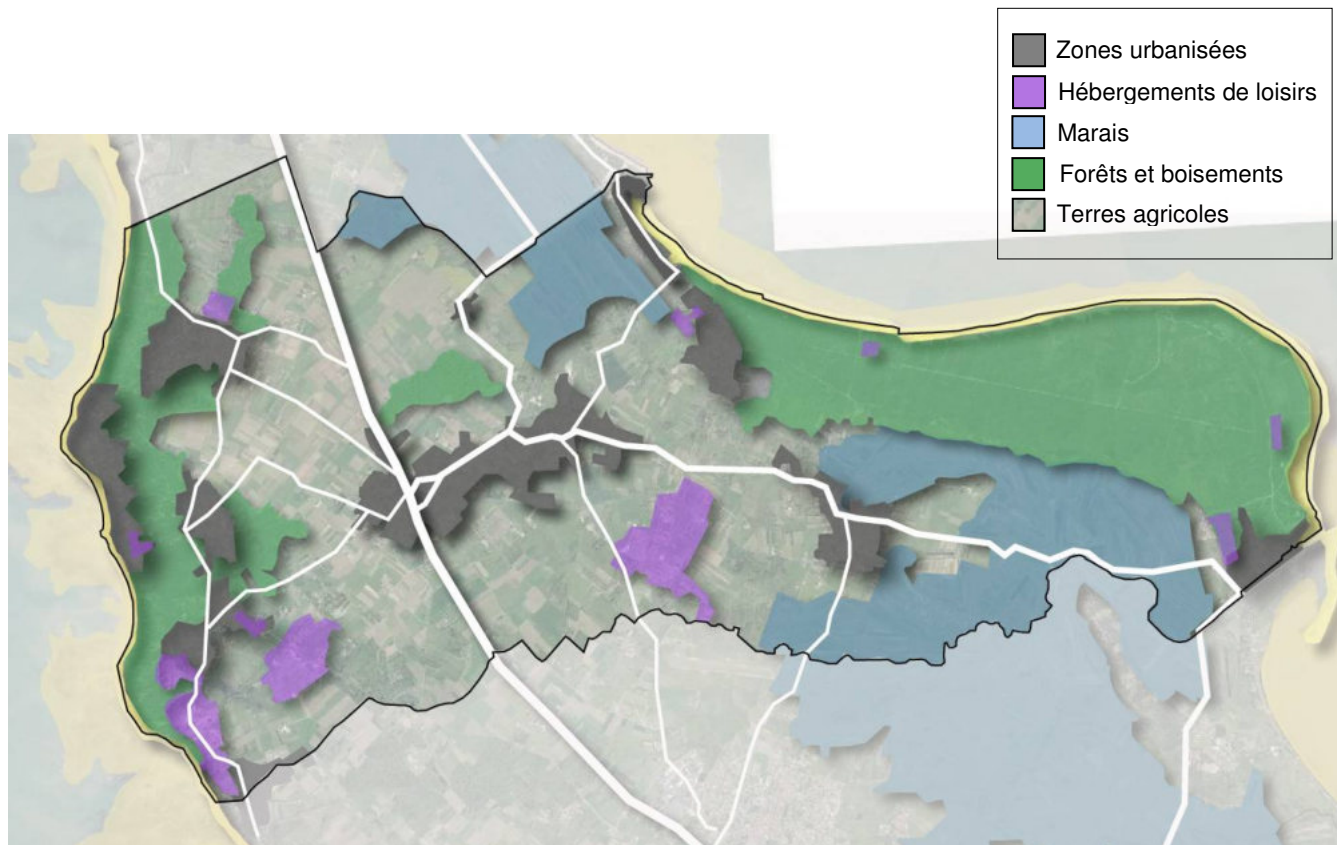 Zones urbanisées
Hébergements de loisirs
Marais
Forêts et boisements
Terres agricoles